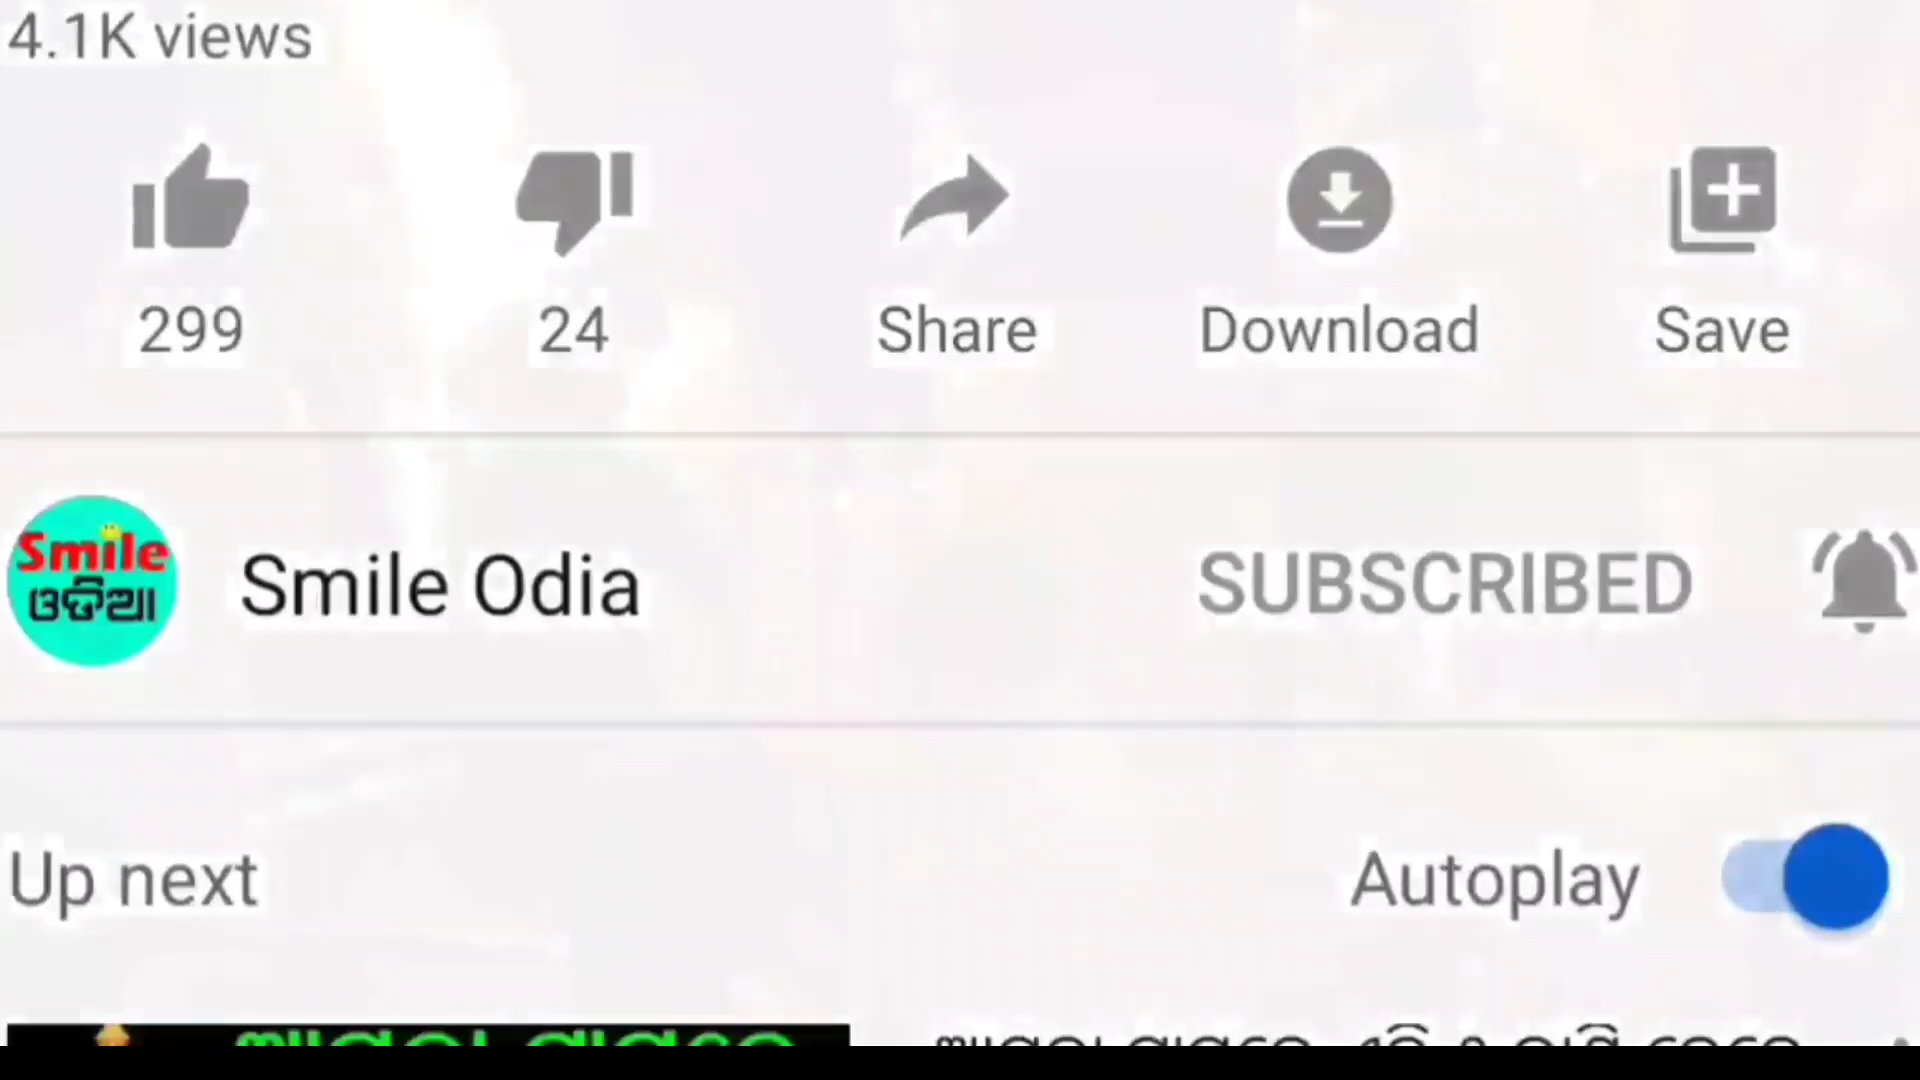 4.1K views
299 24 Share Download Save
Smile
ଓଡିଆ
Smile Odia SUBSCRIBED
Up next Autoplay